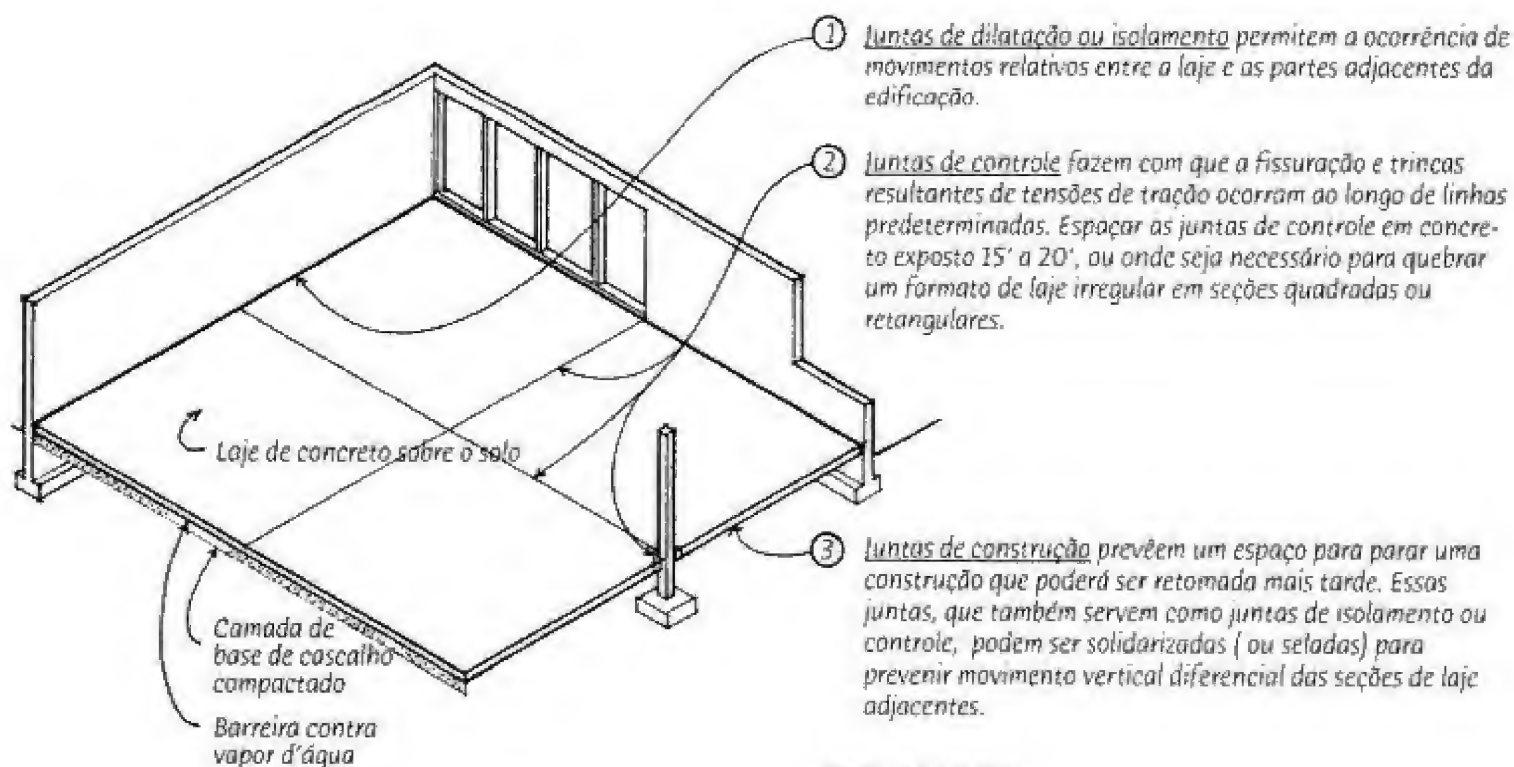 ① Juntas de dilatação ou isolamento permitem a ocorrência de
movimentos relativos entre a laje e as partes adjacentes da
edificação.
② Juntas de controle fazem com que a fissuração e trincas
resultantes de tensões de tração ocorram ao longo de linhas
predeterminadas. Espaçar as juntas de controle em concre-
to exposto 15' a 20', ou onde seja necessário para quebrar
um formato de laje irregular em seções quadradas ou
retangulares.
Laje de concreto sobre o solo
③ Juntas de construção prevêem um espaço para parar uma
construção que poderá ser retomada mais tarde. Essas
juntas, que também servem como juntas de isolamento ou
controle, podem ser solidarizadas ( ou seladas) para
prevenir movimento vertical diferencial das seções de laje
adjacentes.
Camada de
base de cascalho
compactado
Barreira contra
vapor d'água